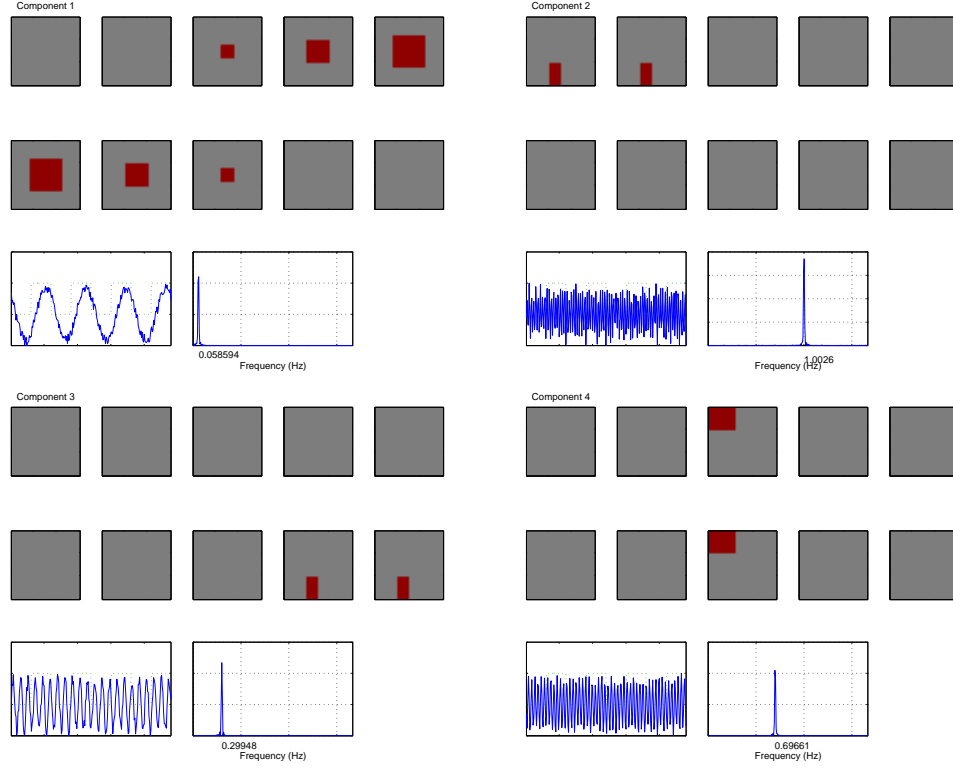 Component 1
Component 2
0.058594
Frequency (Hz)
1.0026
Frequency (Hz)
Component 3
Component 4
0.29948
Frequency (Hz)
0.69661
Frequency (Hz)